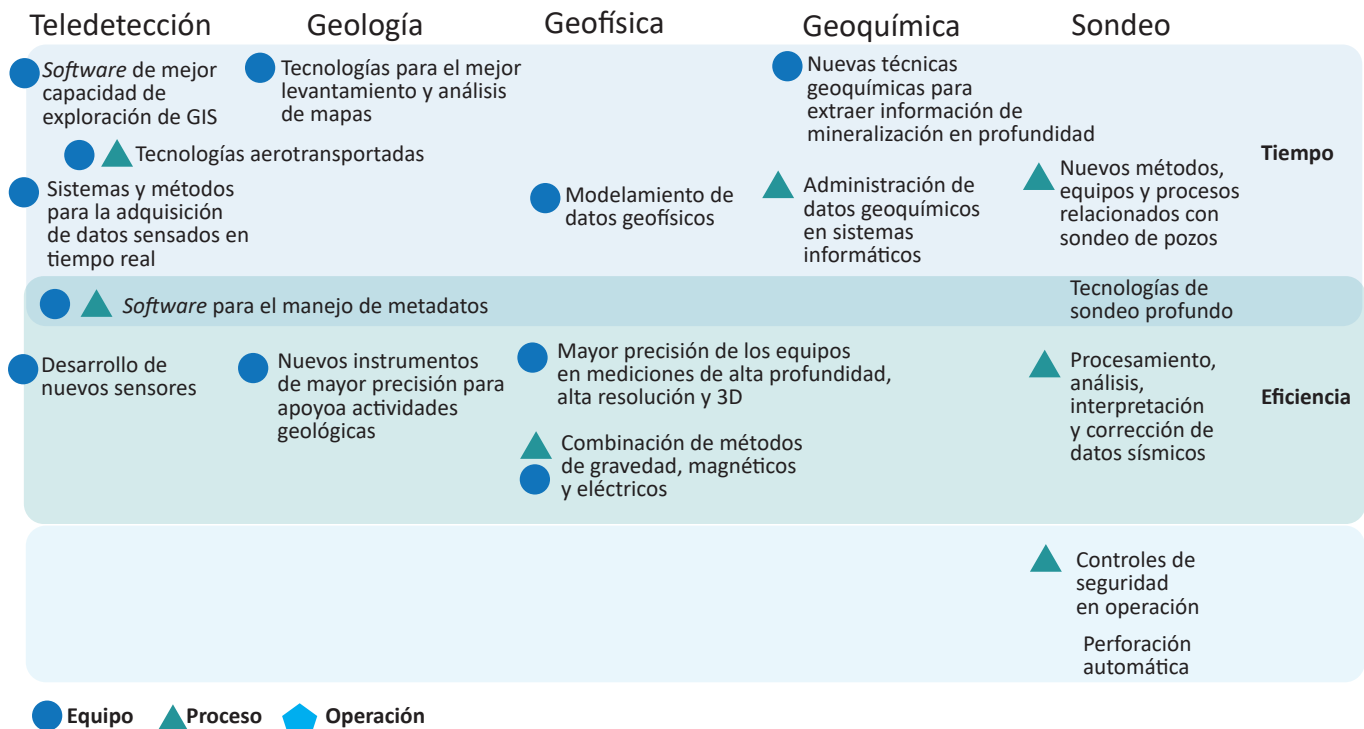 Teledetección
Geología
Geofísica
Geoquímica
Sondeo
Software de mejor
capacidad de
exploración de GIS
Tecnologías para el mejor
levantamiento y análisis
de mapas
Nuevas técnicas
geoquímicas para
extraer información de
mineralización en profundidad
Tecnologías aerotransportadas
Tiempo
Sistemas y métodos
para la adquisición
de datos sensados en
tiempo real
Modelamiento de
datos geofísicos
Administración de
datos geoquímicos
en sistemas
informáticos
Nuevos métodos,
equipos y procesos
relacionados con
sondeo de pozos
Software para el manejo de metadatos
Tecnologías de
sondeo profundo
Desarrollo de
nuevos sensores
Nuevos instrumentos
de mayor precisión para
apoyoa actividades
geológicas
Mayor precisión de los equipos
en mediciones de alta profundidad,
alta resolución y 3D
Combinación de métodos
de gravedad, magnéticos
y eléctricos
Procesamiento,
análisis,
interpretación
y corrección de
datos sísmicos
Eficiencia
Controles de
seguridad
en operación
Perforación
automática
Equipo
Proceso
Operación